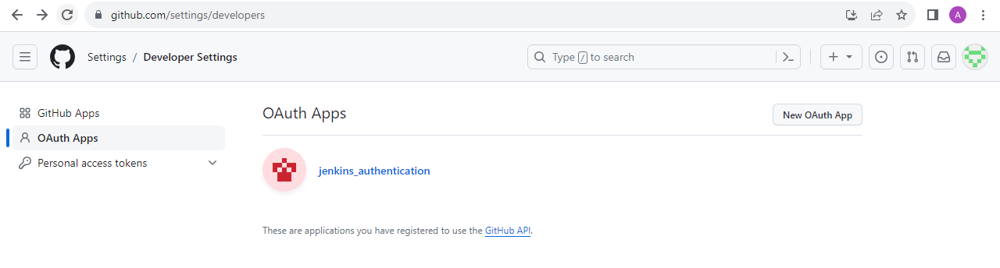 github.com/settings/developers
A
Settings / Developer Settings
Type / to search
GitHub Apps
OAuth Apps
Personal access tokens
OAuth Apps
New OAuth App
jenkins_authentication
These are applications you have registered to use the GitHub API.